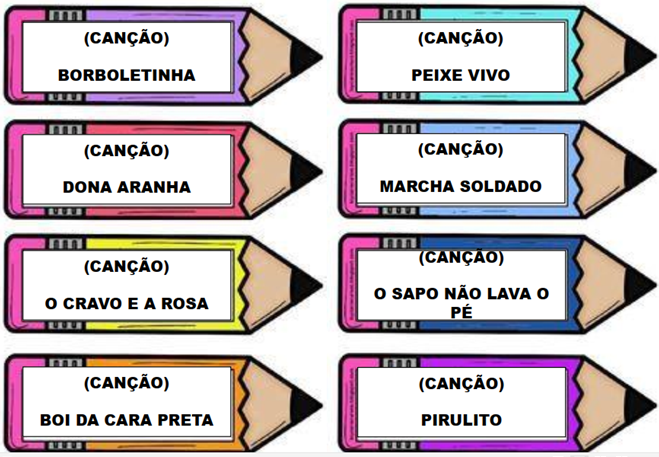 (CANÇÃO)
BORBOLETINHA
(CANÇÃO)
PEIXE VIVO
(CANÇÃO)
DONA ARANHA
(CANÇÃO)
MARCHA SOLDADO
(CANÇÃO)
O CRAVO E A ROSA
(CANÇÃO)
O SAPO NÃO LAVA O
PÉ
(CANÇÃO)
BOI DA CARA PRETA
(CANÇÃO)
PIRULITO